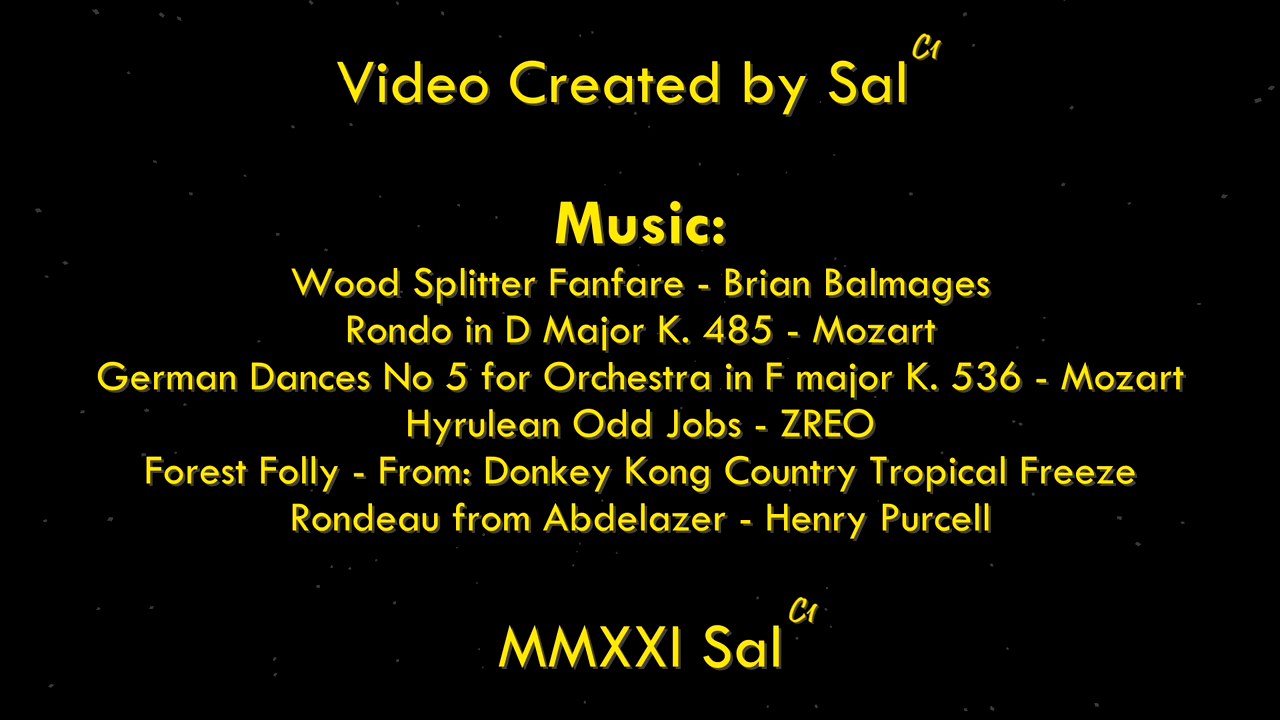 Video Created by Sal C1
Music:
Wood Splitter Fanfare - Brian Balmages
Rondo in D Major K. 485 - Mozart
German Dances No 5 for Orchestra in F major K. 536 - Mozart
Hyrulean Odd Jobs - ZREO
Forest Folly - From: Donkey Kong Country Tropical Freeze
Rondeau from Abdelazer - Henry Purcell
MMXXI Sal C1